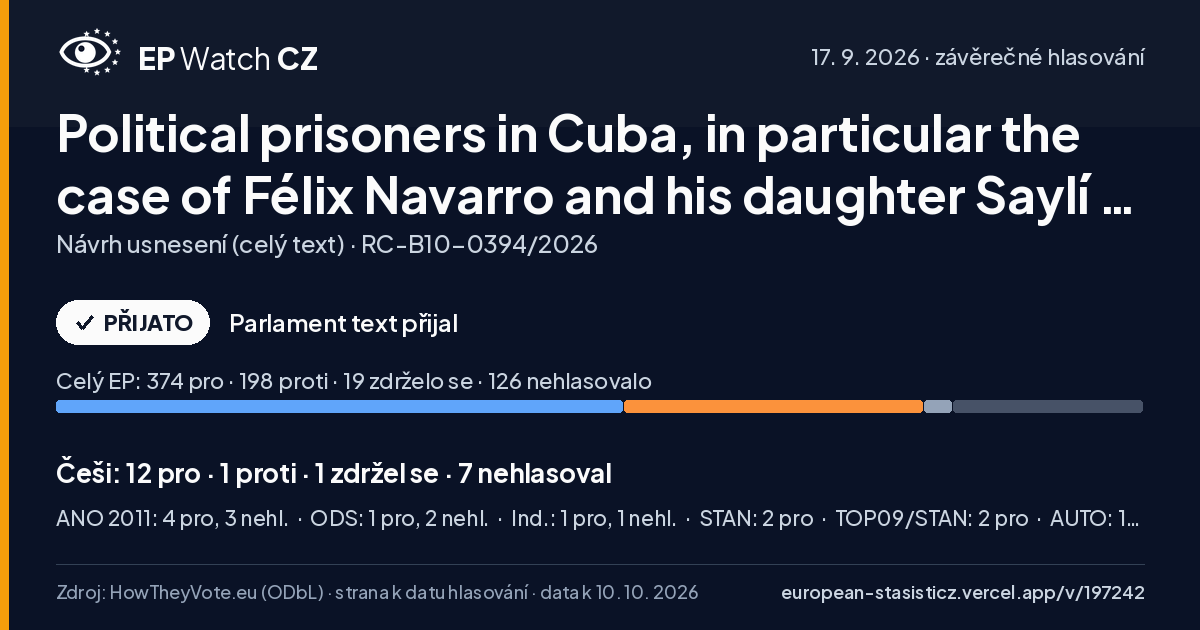 EP Watch CZ
17. 9. 2026 · závěrečné hlasování
Political prisoners in Cuba, in particular the
case of Félix Navarro and his daughter Saylí ...
Návrh usnesení (celý text) · RC-B10-0394/2026
✓ PŘIJATO
Parlament text přijal
Celý EP: 374 pro · 198 proti · 19 zdrželo se · 126 nehlasovalo
Češi: 12 pro · 1 proti · 1 zdržel se · 7 nehlasoval
ANO 2011: 4 pro, 3 nehl. · ODS: 1 pro, 2 nehl. · Ind.: 1 pro, 1 nehl. · STAN: 2 pro · TOP09/STAN: 2 pro · AUTO: 1...
Zdroj: HowTheyVote.eu (ODbL) · strana k datu hlasování · data k 10. 10. 2026
european-stasisticz.vercel.app/v/197242